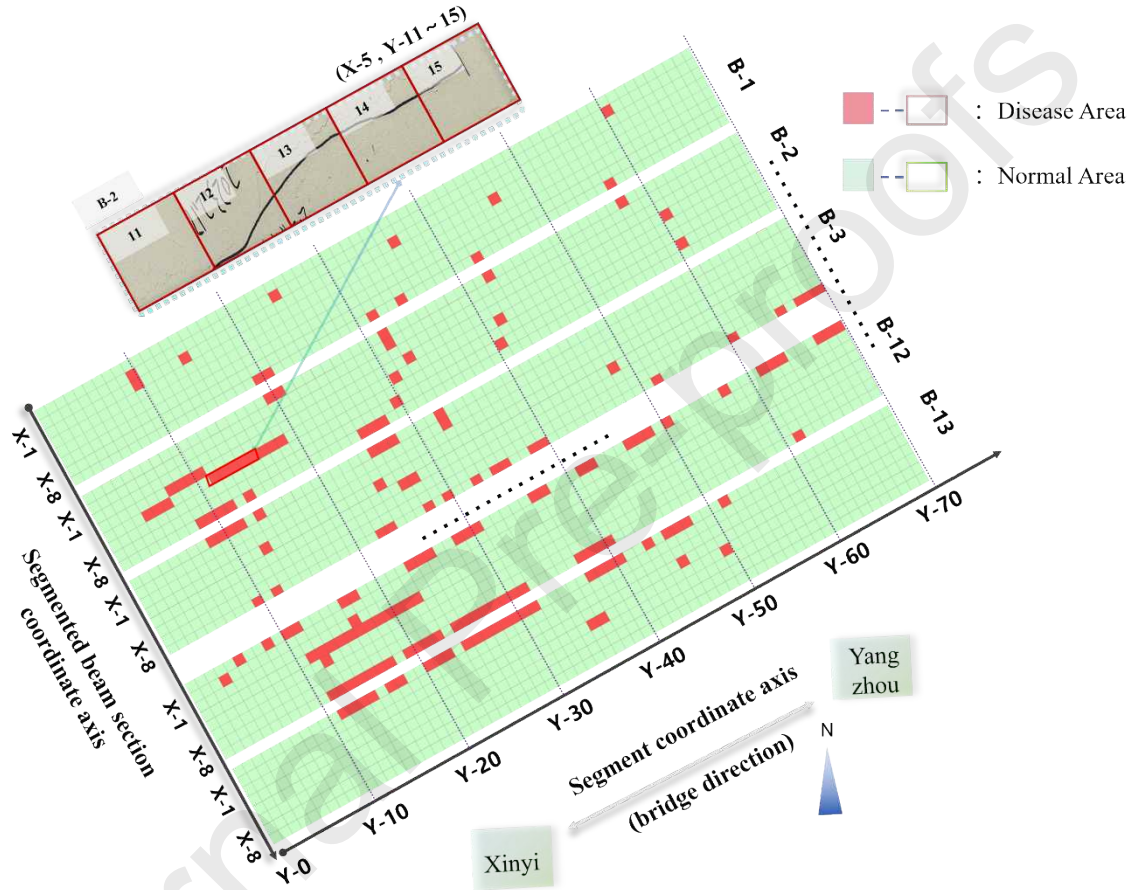 (X-5 , Y-11 ~ 15)
B-2
11
12
13
14
15
B-1
B-2
B-3
B-12
B-13
: Disease Area
: Normal Area
X-1
X-8
X-1
X-8
X-1
X-8
X-1
X-8
X-1
X-8
Segmented beam section
coordinate axis
Y-0
Y-10
Y-20
Y-30
Y-40
Y-50
Y-60
Y-70
Segment coordinate axis
(bridge direction)
Xinyi
Yang
zhou
N
rnal Pre-proofs